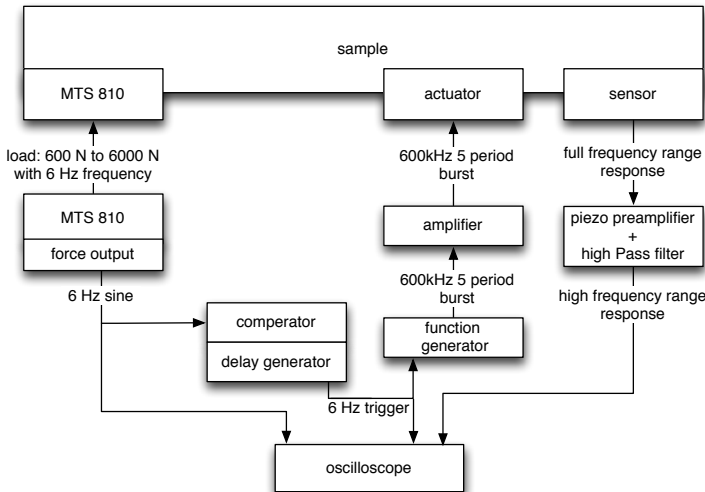 sample
MTS 810
actuator
sensor
load: 600 N to 6000 N
with 6 Hz frequency
600kHz 5 period
burst
full frequency range
response
MTS 810
force output
amplifier
piezo preamplifier
+
high Pass filter
6 Hz sine
600kHz 5 period
burst
high frequency range
response
comperator
delay generator
function
generator
6 Hz trigger
oscilloscope